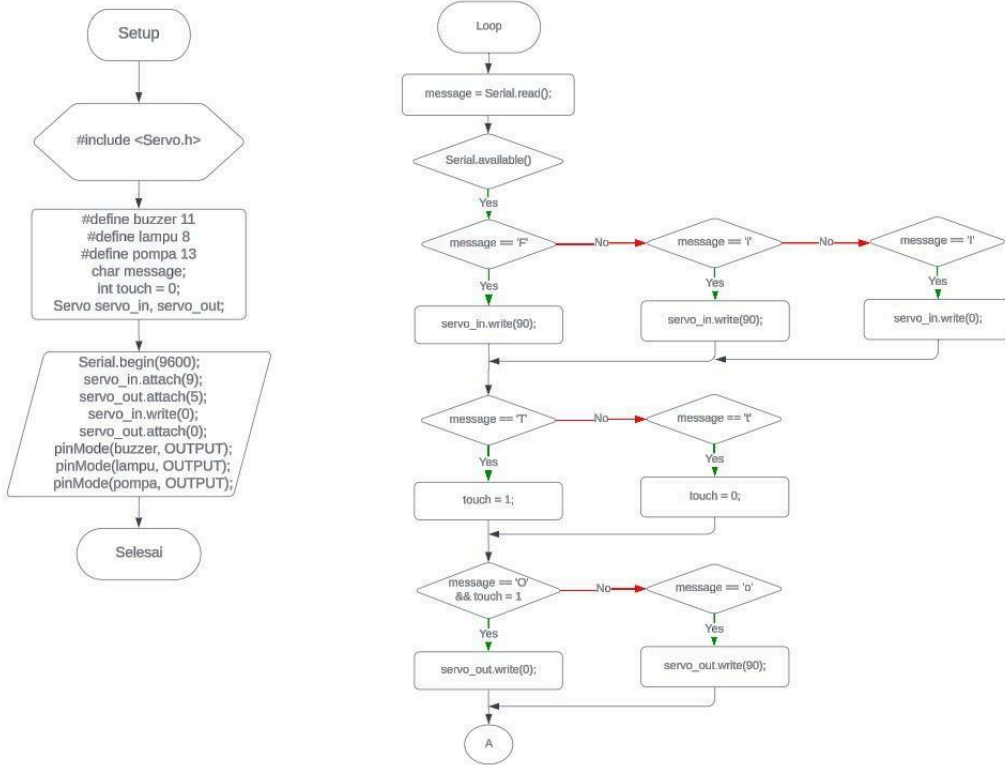 Setup
#include <Servo.h>
#define buzzer 11
#define lampu 8
#define pompa 13
char message;
int touch = 0;
Servo servo_in, servo_out;
Serial.begin(9600);
servo_in.attach(9);
servo_out.attach(5);
servo_in.write(0);
servo_out.attach(0);
pinMode(buzzer, OUTPUT);
pinMode(lampu, OUTPUT);
pinMode(pompa, OUTPUT);
Selesai
Loop
message = Serial.read();
Serial.available()
Yes
message == 'F'
No
message == 'i'
No
message == 'I'
Yes
Yes
Yes
servo_in.write(90);
servo_in.write(90);
servo_in.write(0);
message == 'T'
No
message == 't'
Yes
Yes
touch = 1;
touch = 0;
message == 'O'
&& touch = 1
No
message == 'o'
Yes
Yes
servo_out.write(0);
servo_out.write(90);
A